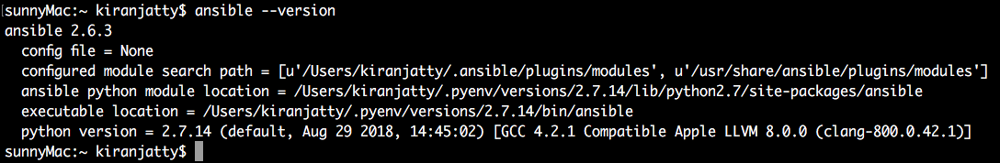 [sunnyMac:~ kiranjatty$ ansible --version
ansible 2.6.3
  config file = None
  configured module search path = [u'/Users/kiranjatty/.ansible/plugins/modules', u'/usr/share/ansible/plugins/modules']
  ansible python module location = /Users/kiranjatty/.pyenv/versions/2.7.14/lib/python2.7/site-packages/ansible
  executable location = /Users/kiranjatty/.pyenv/versions/2.7.14/bin/ansible
  python version = 2.7.14 (default, Aug 29 2018, 14:45:02) [GCC 4.2.1 Compatible Apple LLVM 8.0.0 (clang-800.0.42.1)]
sunnyMac:~ kiranjatty$